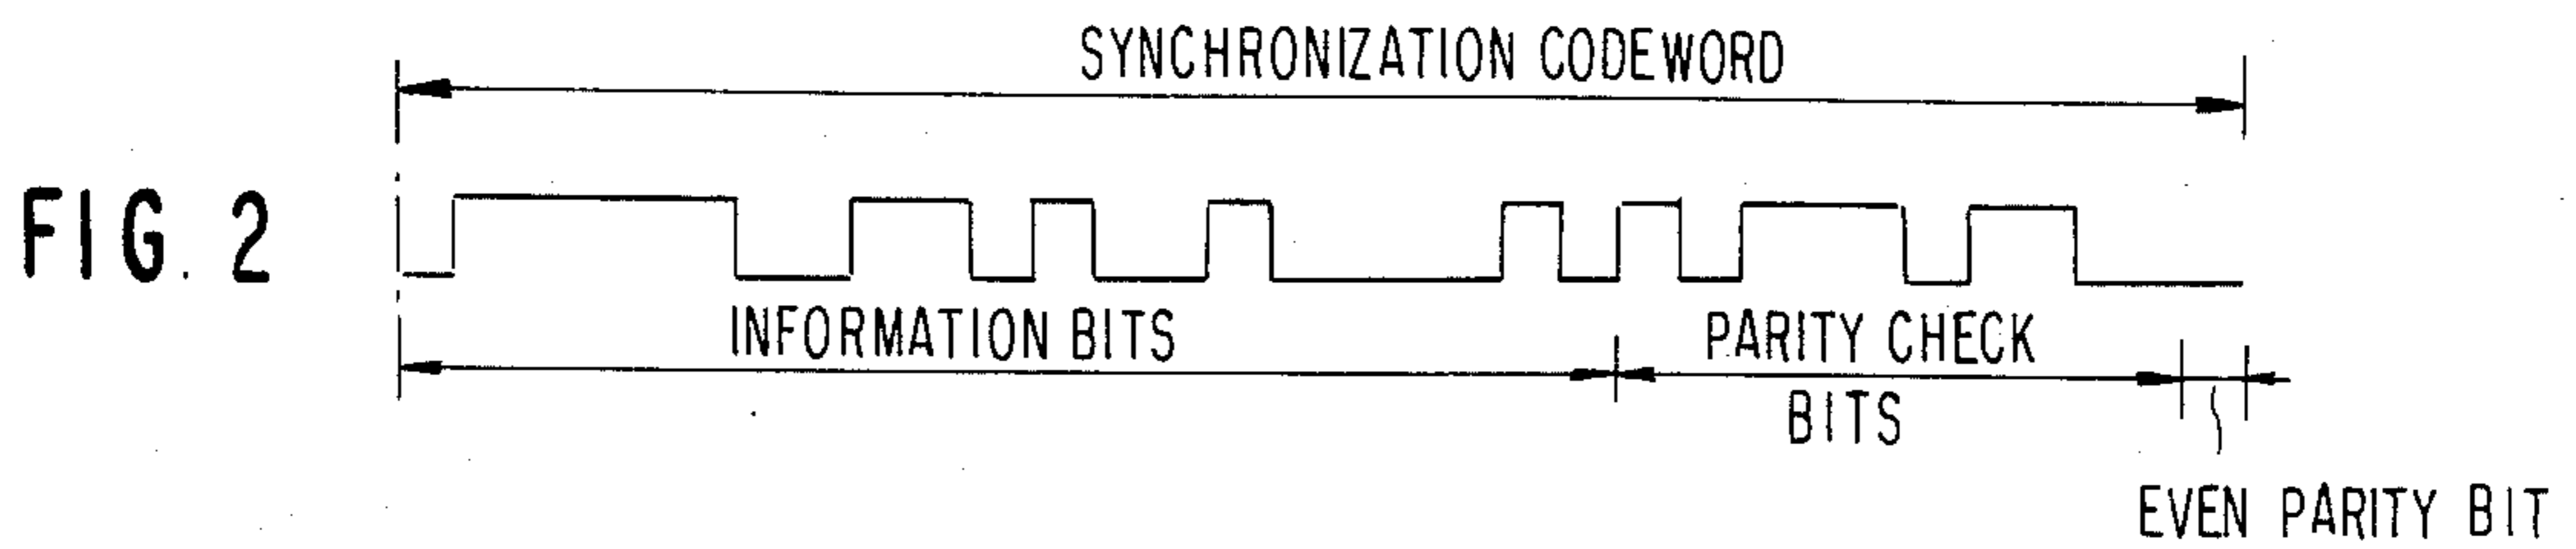 SYNCHRONIZATION CODEWORD
FIG. 2
INFORMATION BITS
PARITY CHECK
BITS
EVEN PARITY BIT